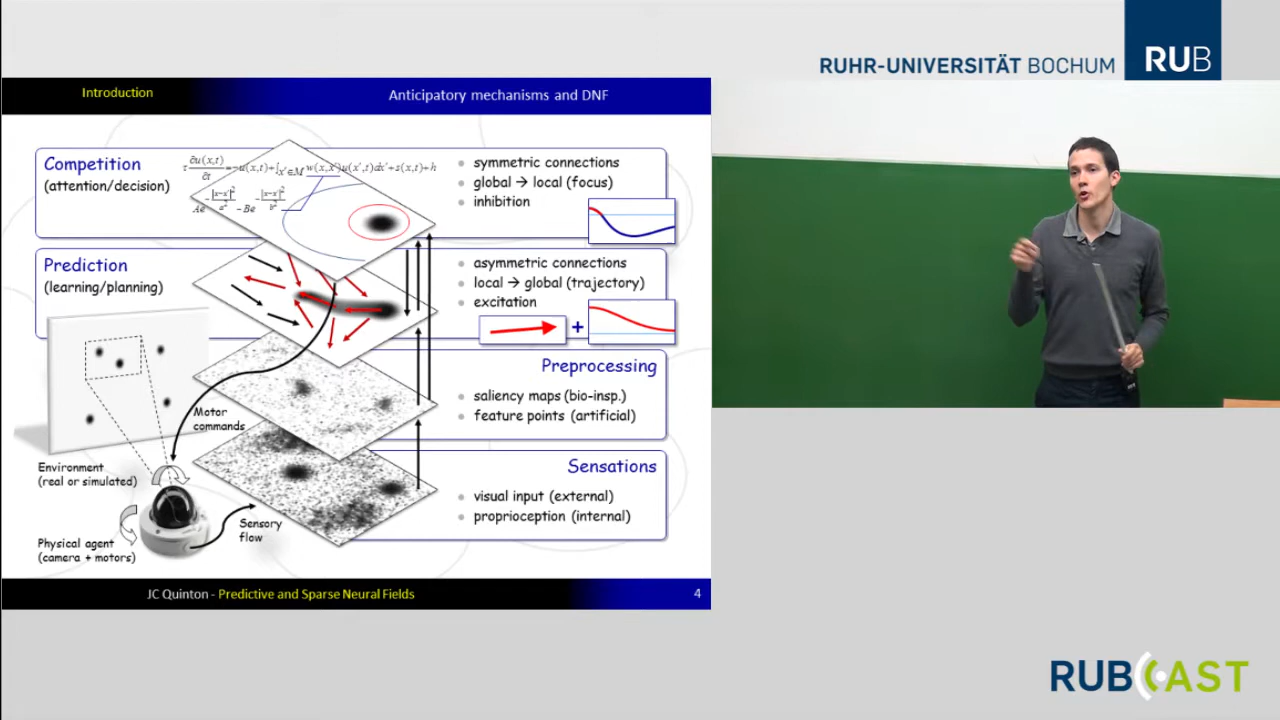 RUHR-UNIVERSITÄT BOCHUM
RUB
Introduction
Anticipatory mechanisms and DNF
Competition
(attention/decision)
symmetric connections
global → local (focus)
inhibition
Prediction
(learning/planning)
asymmetric connections
local → global (trajectory)
excitation
+
Preprocessing
saliency maps (bio-insp.)
feature points (artificial)
Motor
commands
Sensations
visual input (external)
proprioception (internal)
Environment
(real or simulated)
Sensory
flow
Physical agent
(camera + motors)
JC Quinton - Predictive and Sparse Neural Fields
4
RUBCAST